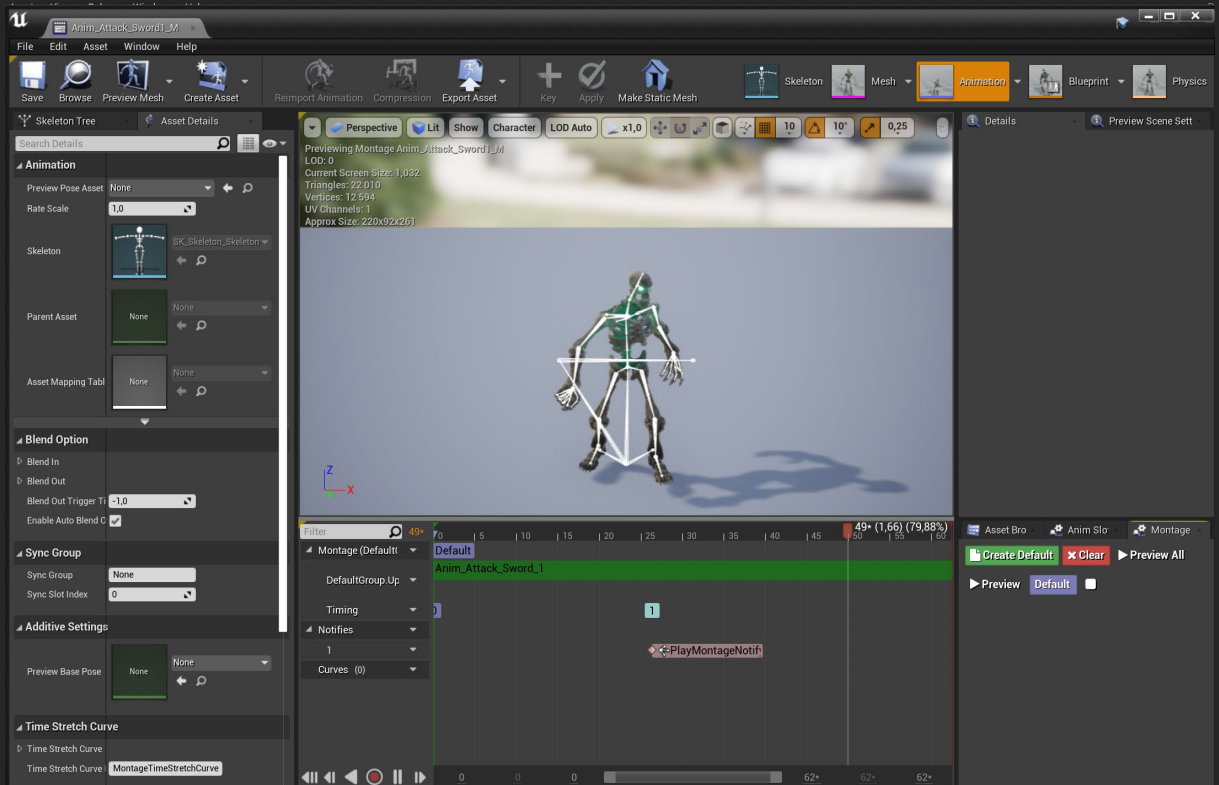 Anim_Attack_Sword1_M
File Edit Asset Window Help
Save Browse Preview Mesh Create Asset Reimport Animation Compression Export Asset Key Apply Make Static Mesh Skeleton Mesh Animation Blueprint Physics
Skeleton Tree Asset Details
Search Details
Animation
Preview Pose Asset None
Rate Scale 1,0
Skeleton SK_Skeleton_Skeleton
Parent Asset None None
Asset Mapping Tabl None None
Blend Option
Blend In
Blend Out
Blend Out Trigger Ti -1,0
Enable Auto Blend O
Sync Group
Sync Group None
Sync Slot Index 0
Additive Settings
Preview Base Pose None None
Time Stretch Curve
Time Stretch Curve
Time Stretch Curve MontageTimeStretchCurve
Perspective Lit Show Character LOD Auto x1,0 10 10° 0,25
Previewing Montage Anim_Attack_Sword1_M
LOD: 0
Current Screen Size: 1,032
Triangles: 22 010
Vertices: 12 594
UV Channels: 1
Approx Size: 220x92x261
Z
X
Filter 49*
49* (1,66) (79,88%)
0 5 10 15 20 25 30 35 40 45 50 55 60
Montage (Default Default
Anim_Attack_Sword_1
DefaultGroup.Up
Timing 1
Notifies
1 PlayMontageNotif
Curves (0)
0 0 0 62* 62* 62*
Details Preview Scene Sett
Asset Bro Anim Slo Montage
Create Default Clear Preview All
Preview Default